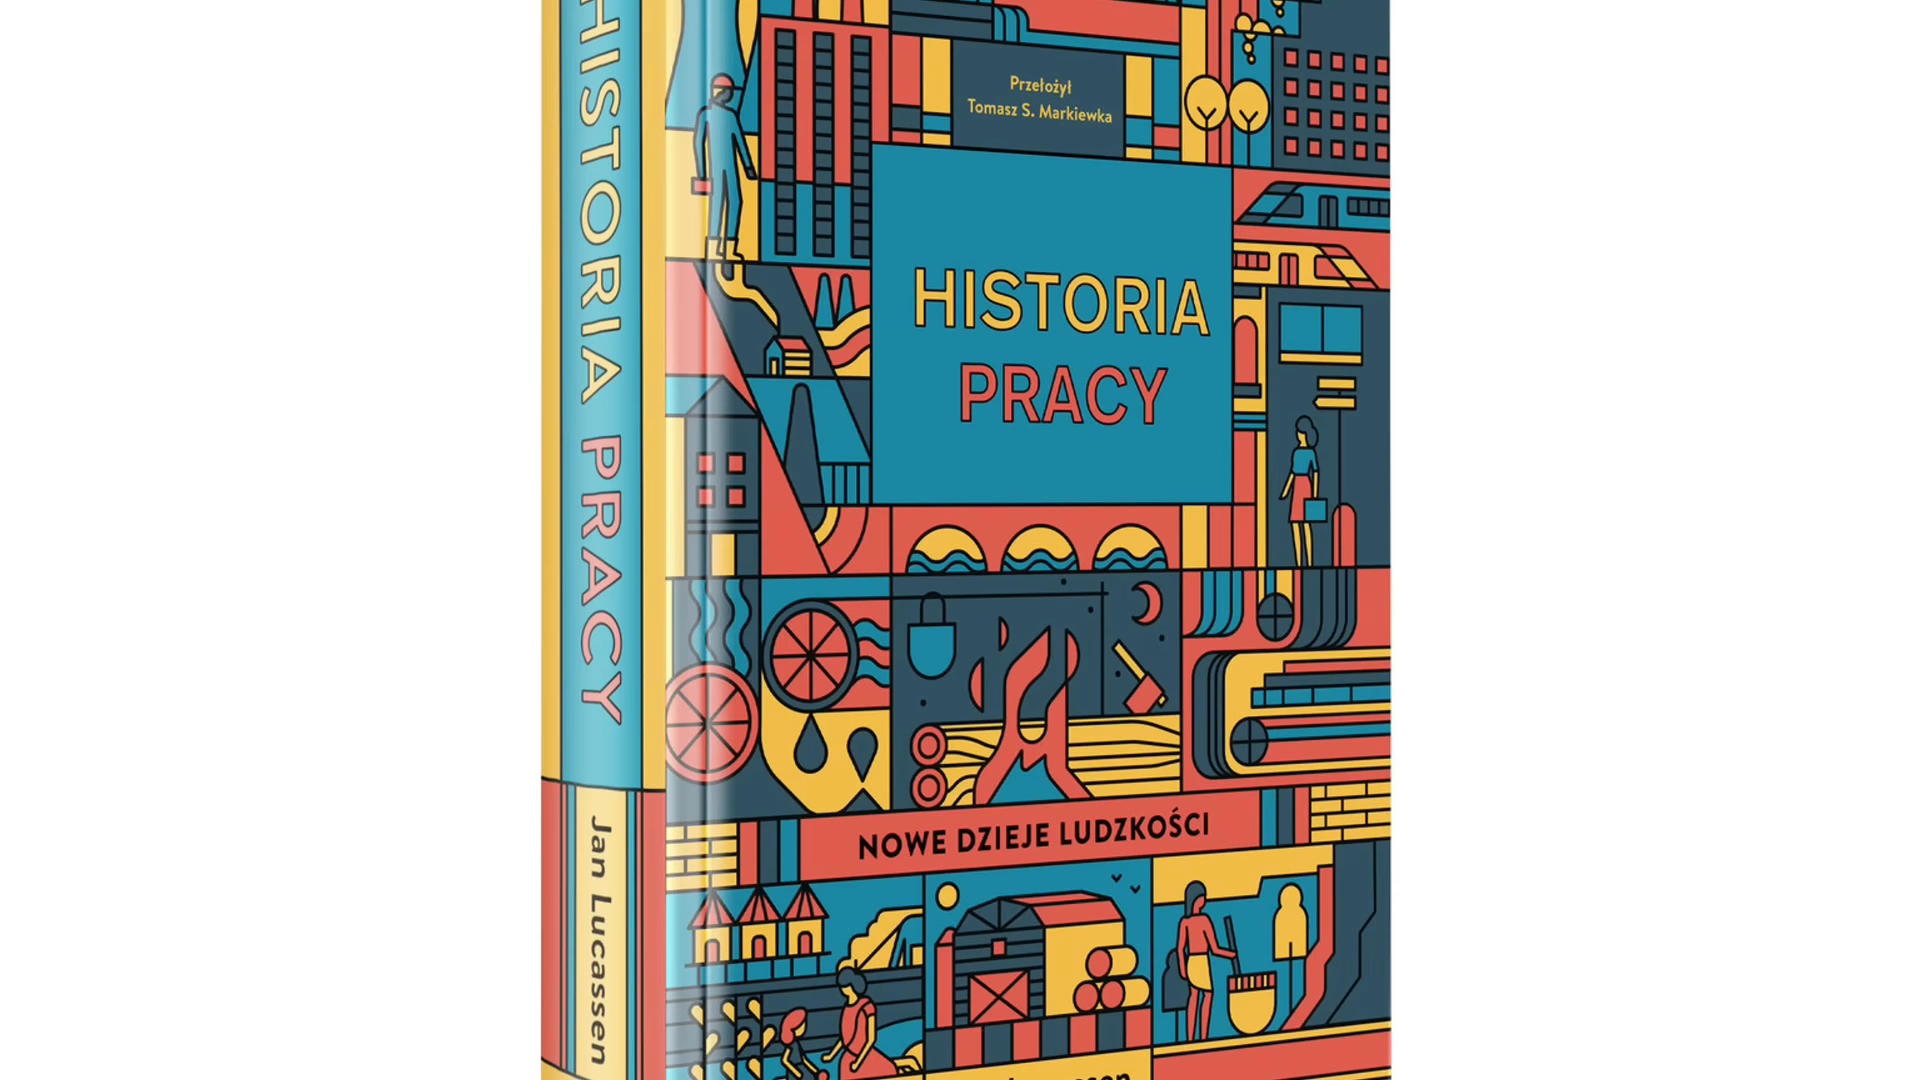 HISTORIA PRACY
Jan Lucassen
Przełożył
Tomasz S. Markiewka
HISTORIA
PRACY
NOWE DZIEJE LUDZKOŚCI